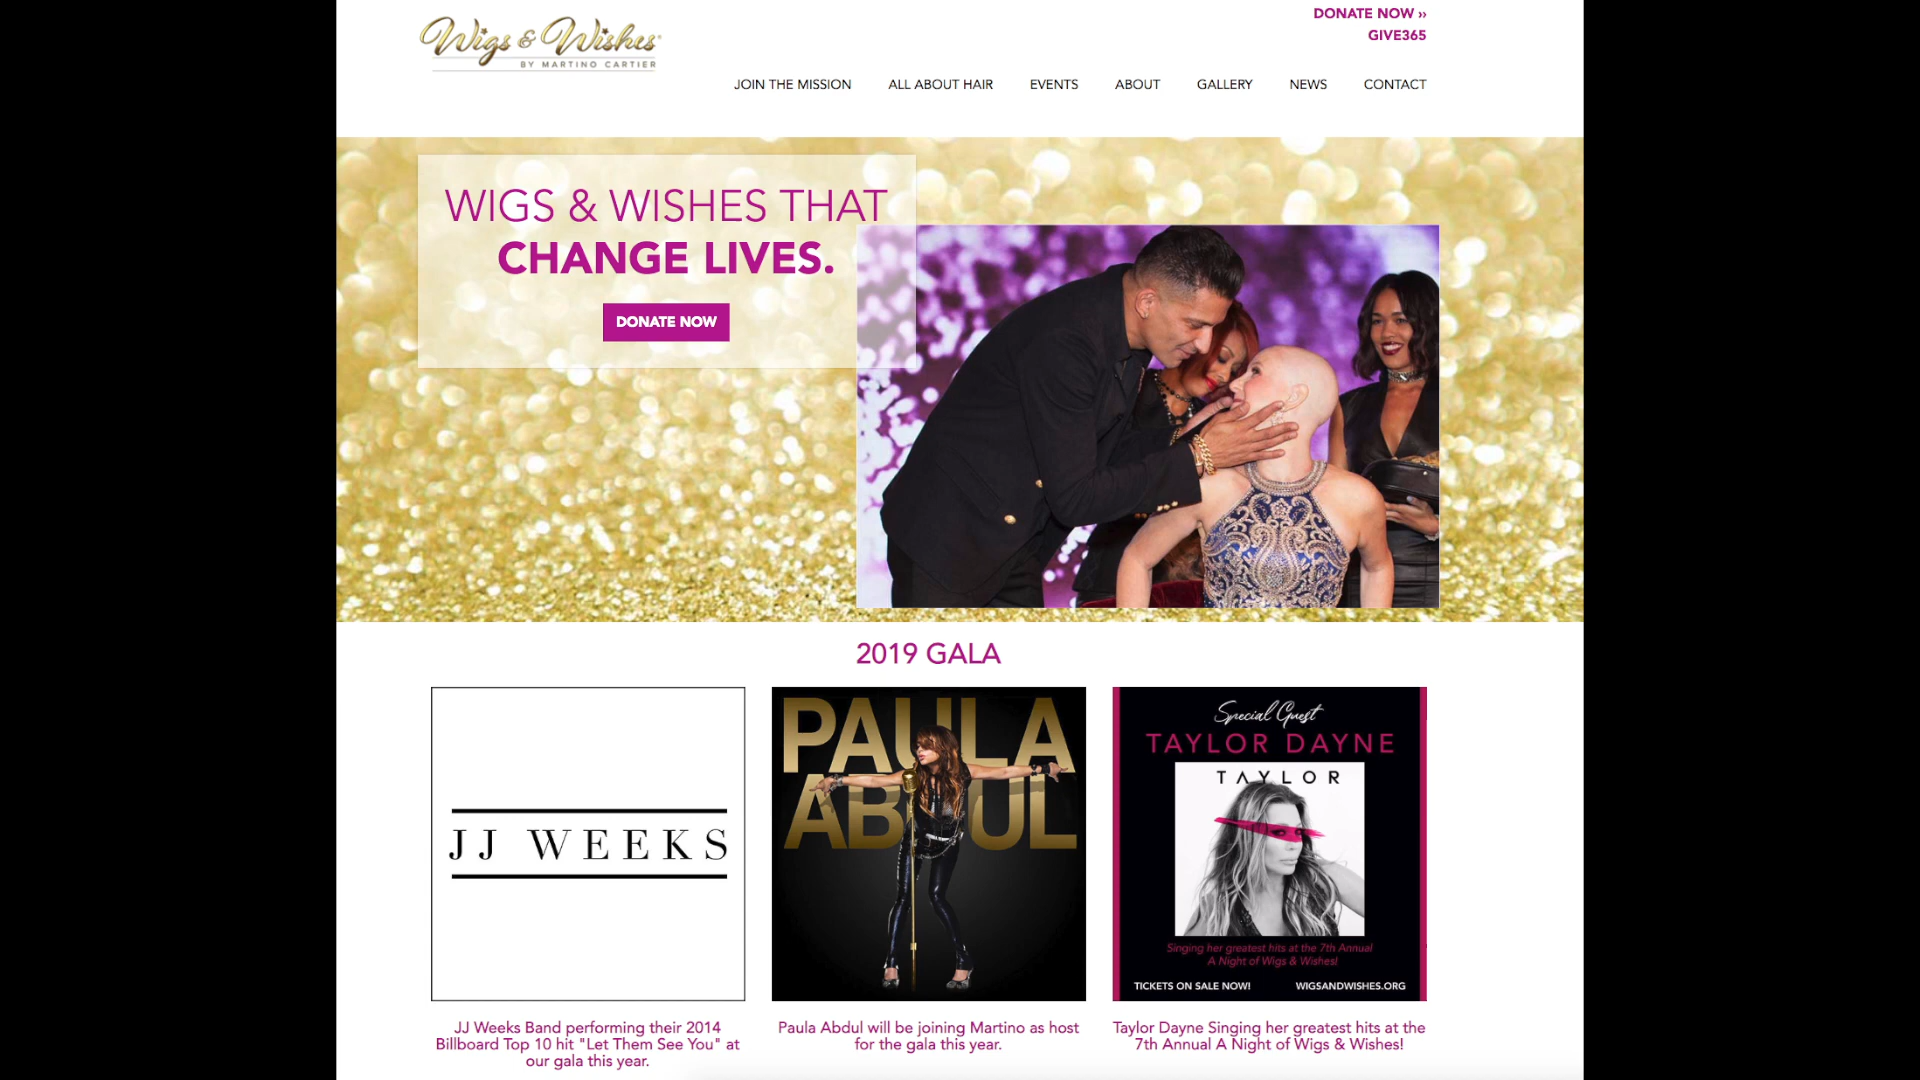 DONATE NOW ››
GIVE365
Wigs & Wishes
BY MARTINO CARTIER
JOIN THE MISSION ALL ABOUT HAIR EVENTS ABOUT GALLERY NEWS CONTACT
WIGS & WISHES THAT
CHANGE LIVES.
DONATE NOW
2019 GALA
JJ WEEKS
PAULA
ABDUL
Special Guest
TAYLOR DAYNE
TAYLOR
Singing her greatest hits at the 7th Annual
A Night of Wigs & Wishes!
TICKETS ON SALE NOW! WIGSANDWISHES.ORG
JJ Weeks Band performing their 2014
Billboard Top 10 hit "Let Them See You" at
our gala this year.
Paula Abdul will be joining Martino as host
for the gala this year.
Taylor Dayne Singing her greatest hits at the
7th Annual A Night of Wigs & Wishes!